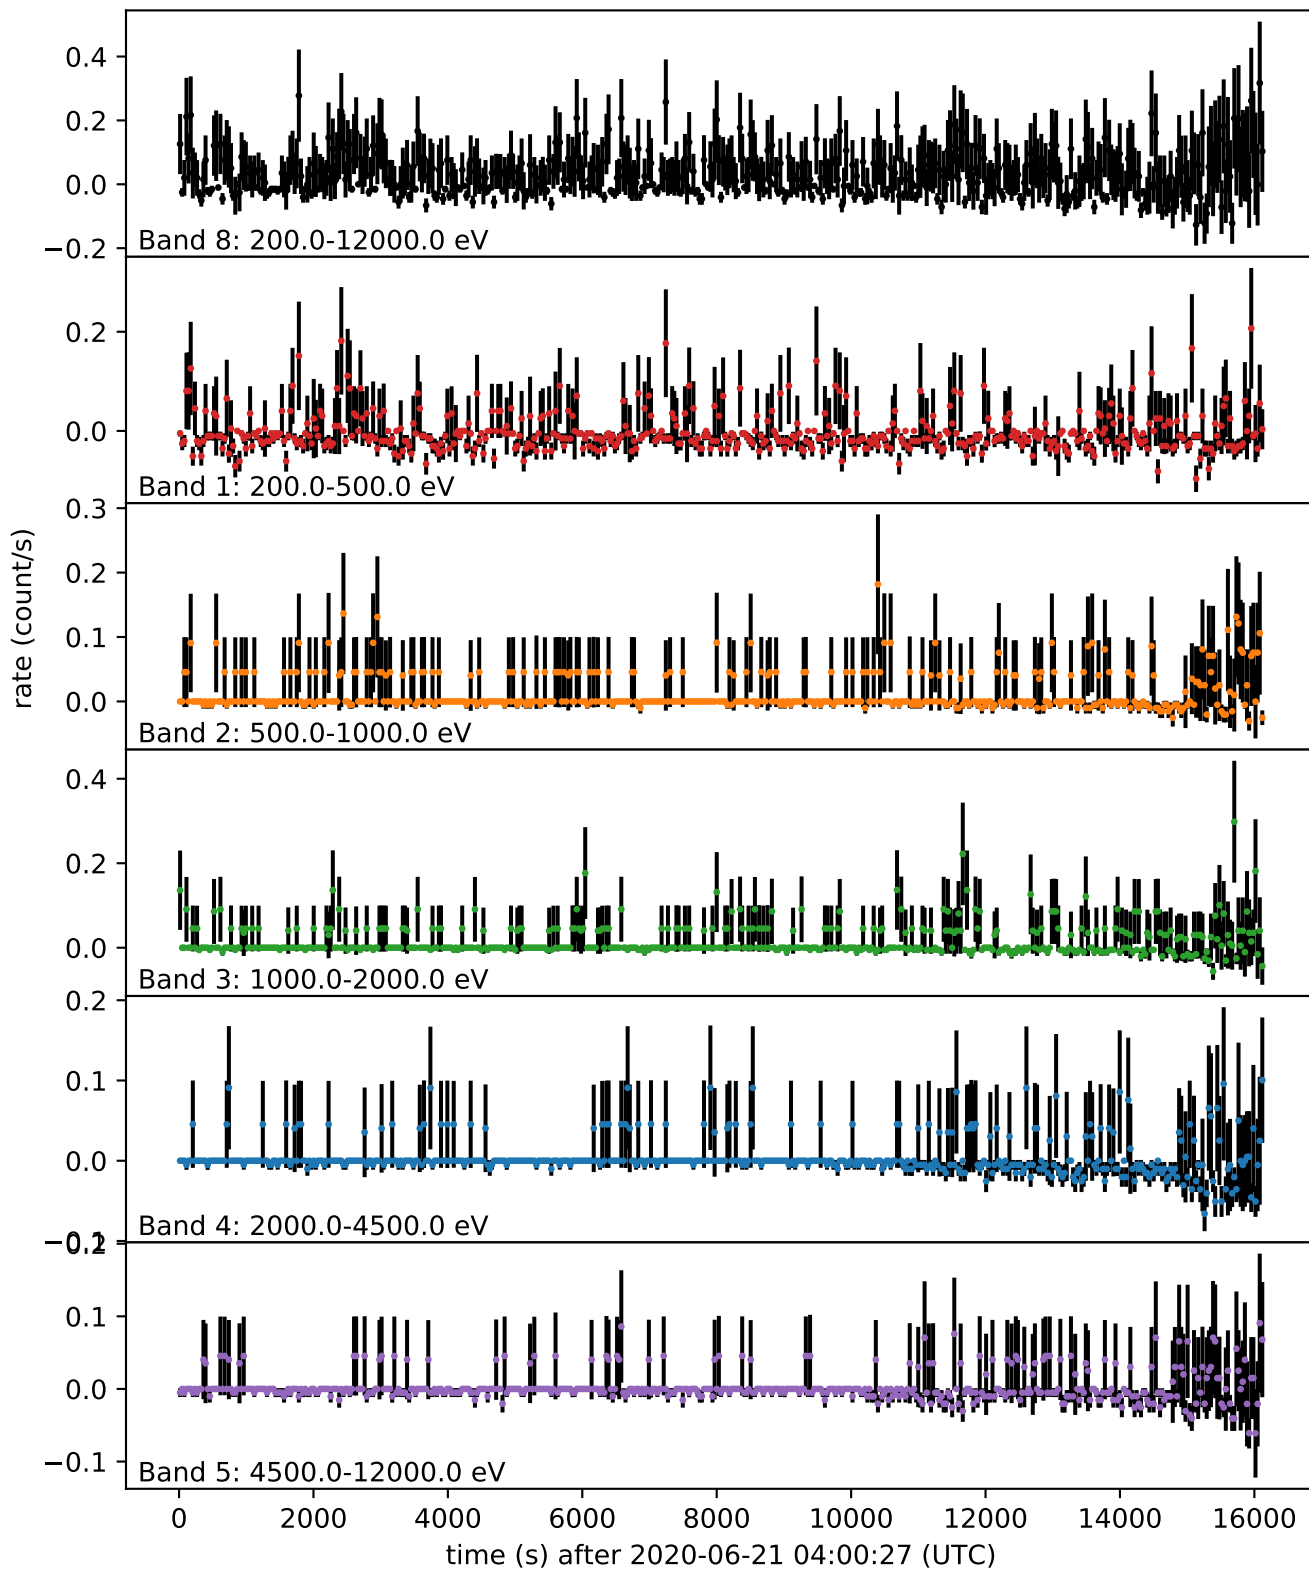 0.4
0.2
0.0
−0.2
Band 8: 200.0-12000.0 eV
0.2
0.0
Band 1: 200.0-500.0 eV
0.3
0.2
0.1
0.0
Band 2: 500.0-1000.0 eV
rate (count/s)
0.4
0.2
0.0
Band 3: 1000.0-2000.0 eV
0.2
0.1
0.0
−0.1
Band 4: 2000.0-4500.0 eV
0.2
0.1
0.0
−0.1
Band 5: 4500.0-12000.0 eV
0 2000 4000 6000 8000 10000 12000 14000 16000
time (s) after 2020-06-21 04:00:27 (UTC)